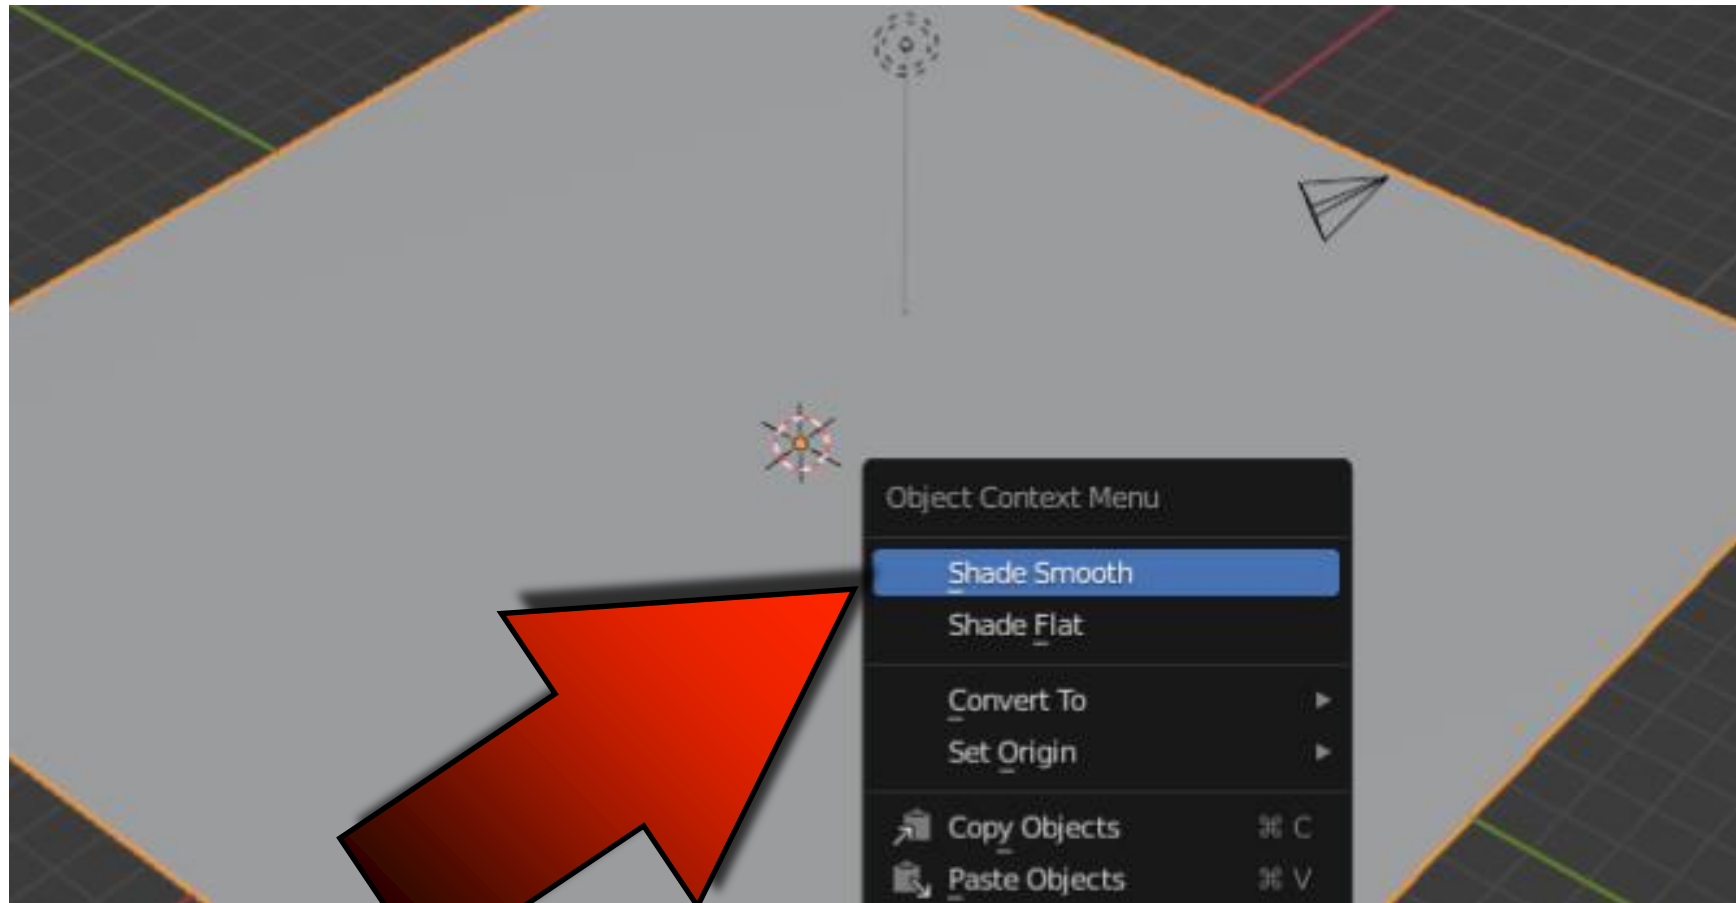 Object Context Menu
Shade Smooth
Shade Flat
Convert To
Set Origin
Copy Objects ⌘ C
Paste Objects ⌘ V